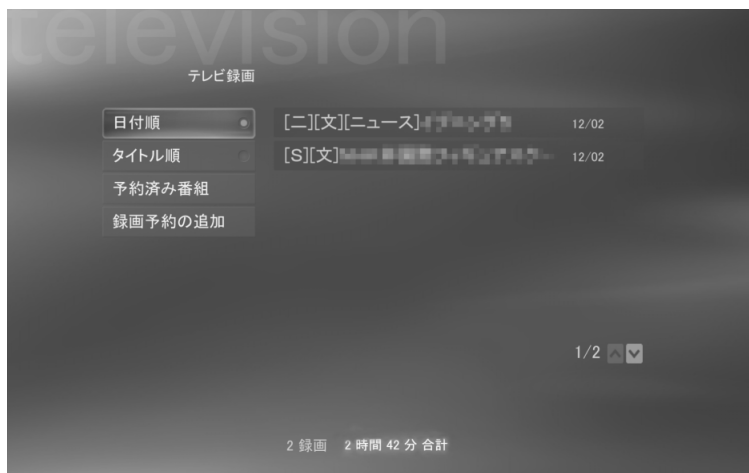 television
テレビ録画
日付順
[二][文][ニュース]
12/02
タイトル順
[S][文]
12/02
予約済み番組
録画予約の追加
1/2
2 録画 2 時間 42 分 合計